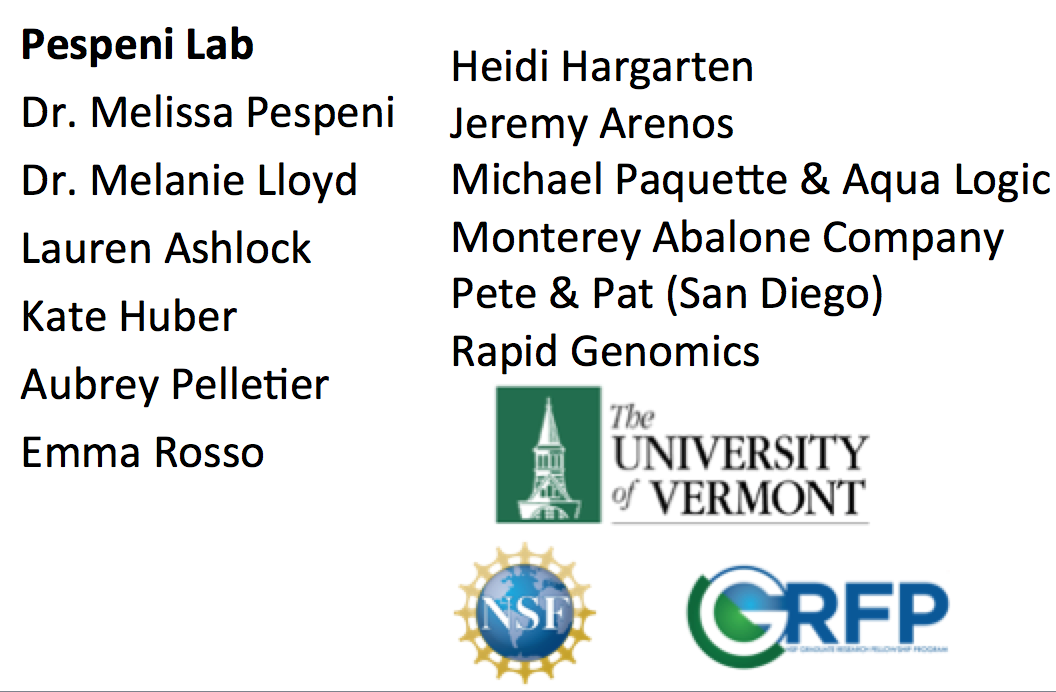 Pespeni Lab
Dr. Melissa Pespeni
Dr. Melanie Lloyd
Lauren Ashlock
Kate Huber
Aubrey Pelletier
Emma Rosso
Heidi Hargarten
Jeremy Arenos
Michael Paquette & Aqua Logic
Monterey Abalone Company
Pete & Pat (San Diego)
Rapid Genomics
The
UNIVERSITY
of VERMONT
NSF
GRFP
NSF GRADUATE RESEARCH FELLOWSHIP PROGRAM